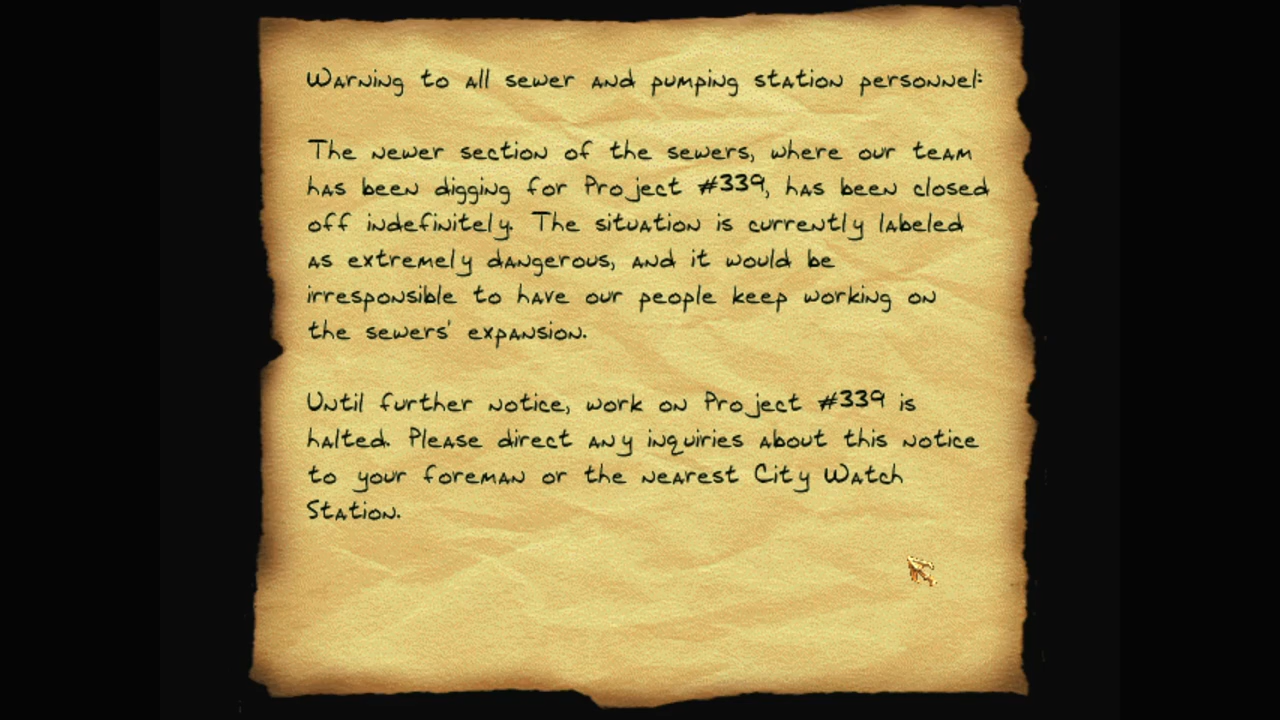 Warning to all sewer and pumping station personnel:
The newer section of the sewers, where our team
has been digging for Project #339, has been closed
off indefinitely. The situation is currently labeled
as extremely dangerous, and it would be
irresponsible to have our people keep working on
the sewers' expansion.
Until further notice, work on Project #339 is
halted. Please direct any inquiries about this notice
to your foreman or the nearest City Watch
Station.